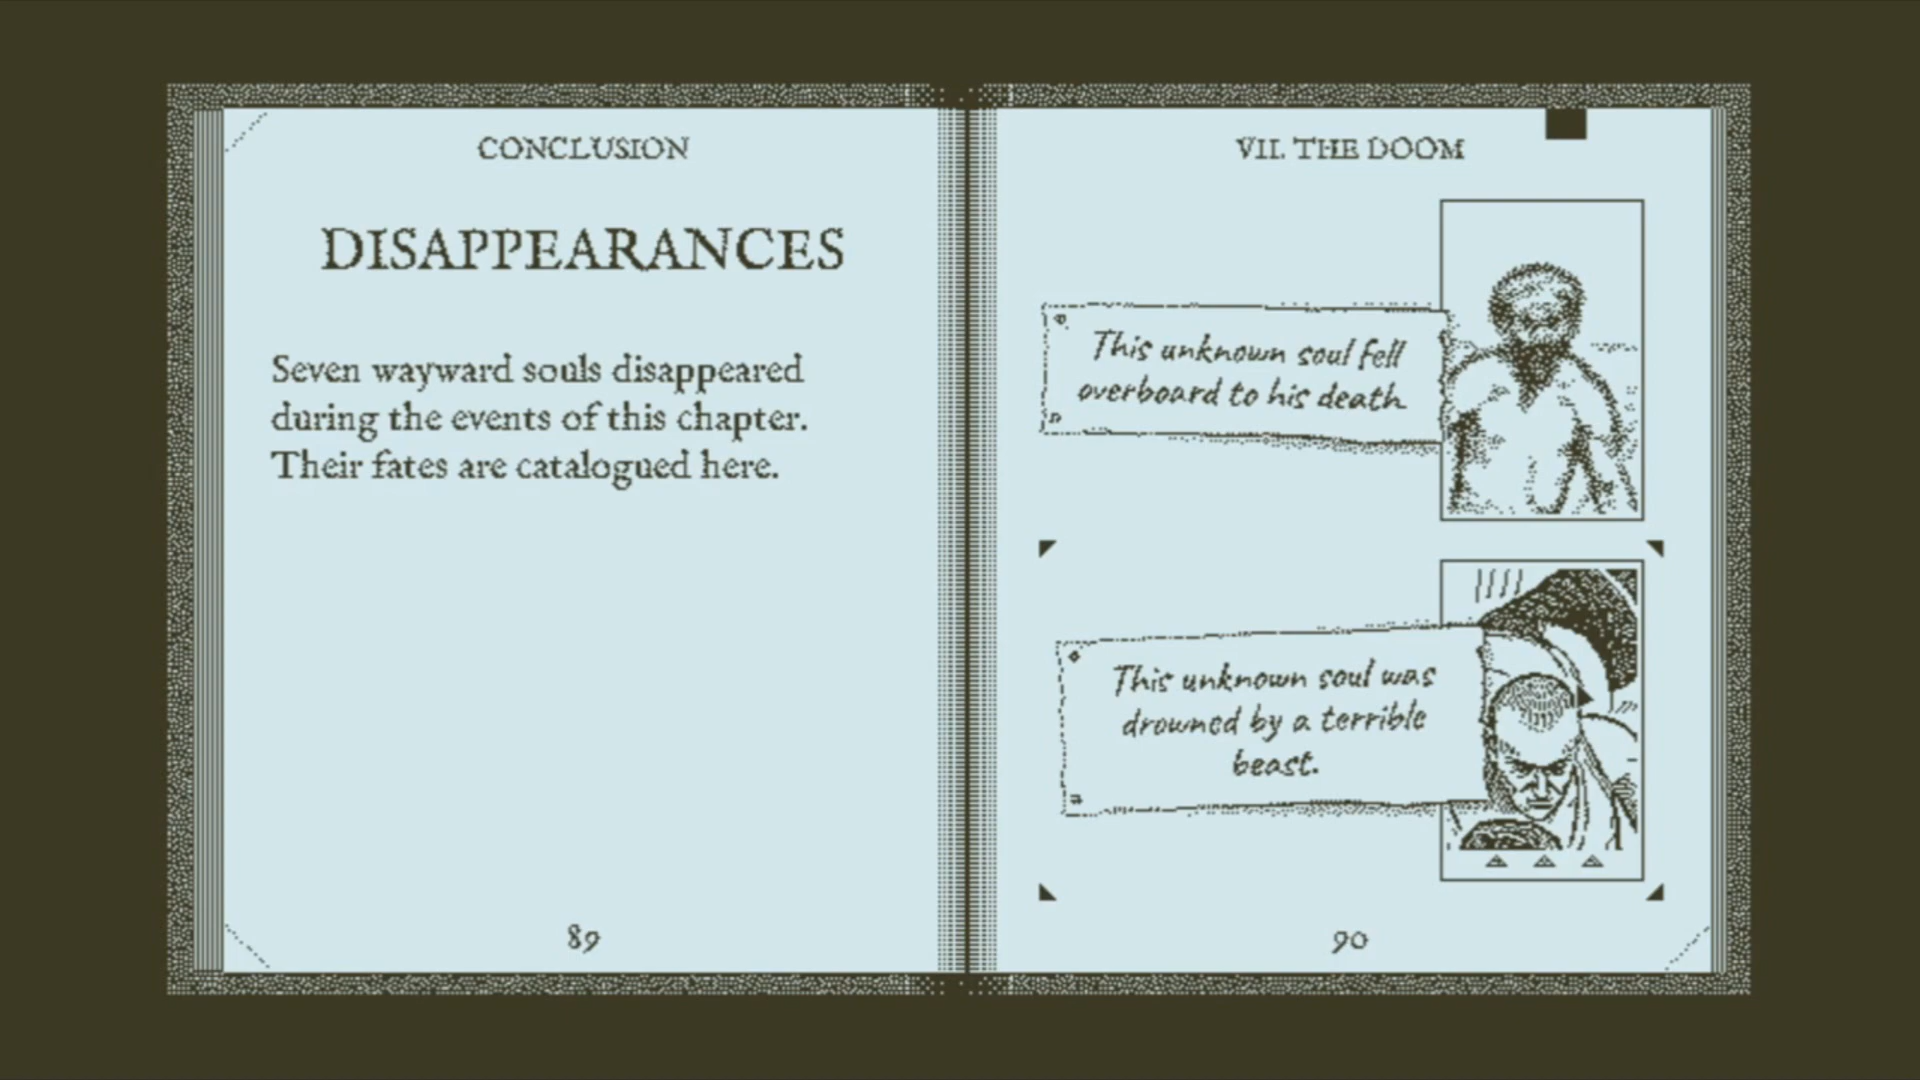 CONCLUSION
DISAPPEARANCES
Seven wayward souls disappeared
during the events of this chapter.
Their fates are catalogued here.
89
VII. THE DOOM
This unknown soul fell
overboard to his death.
This unknown soul was
drowned by a terrible
beast.
90